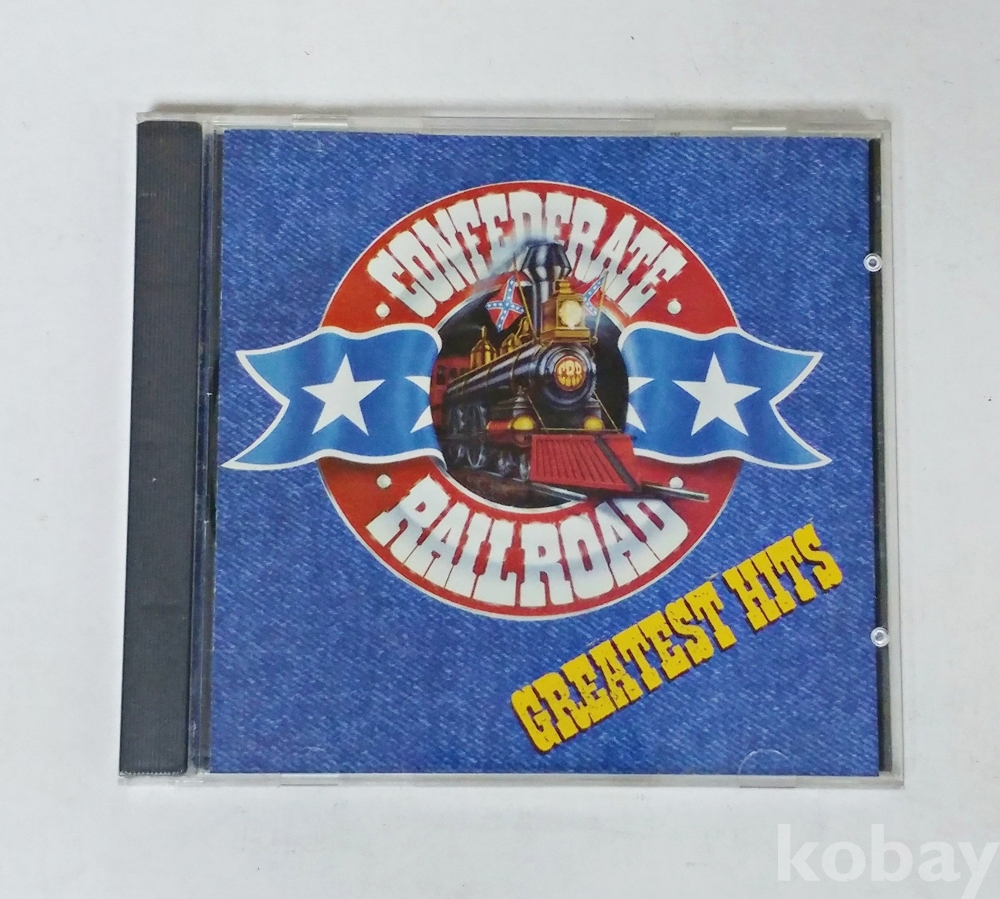 CONFEDERATE
RAILROAD
GREATEST HITS
kobay